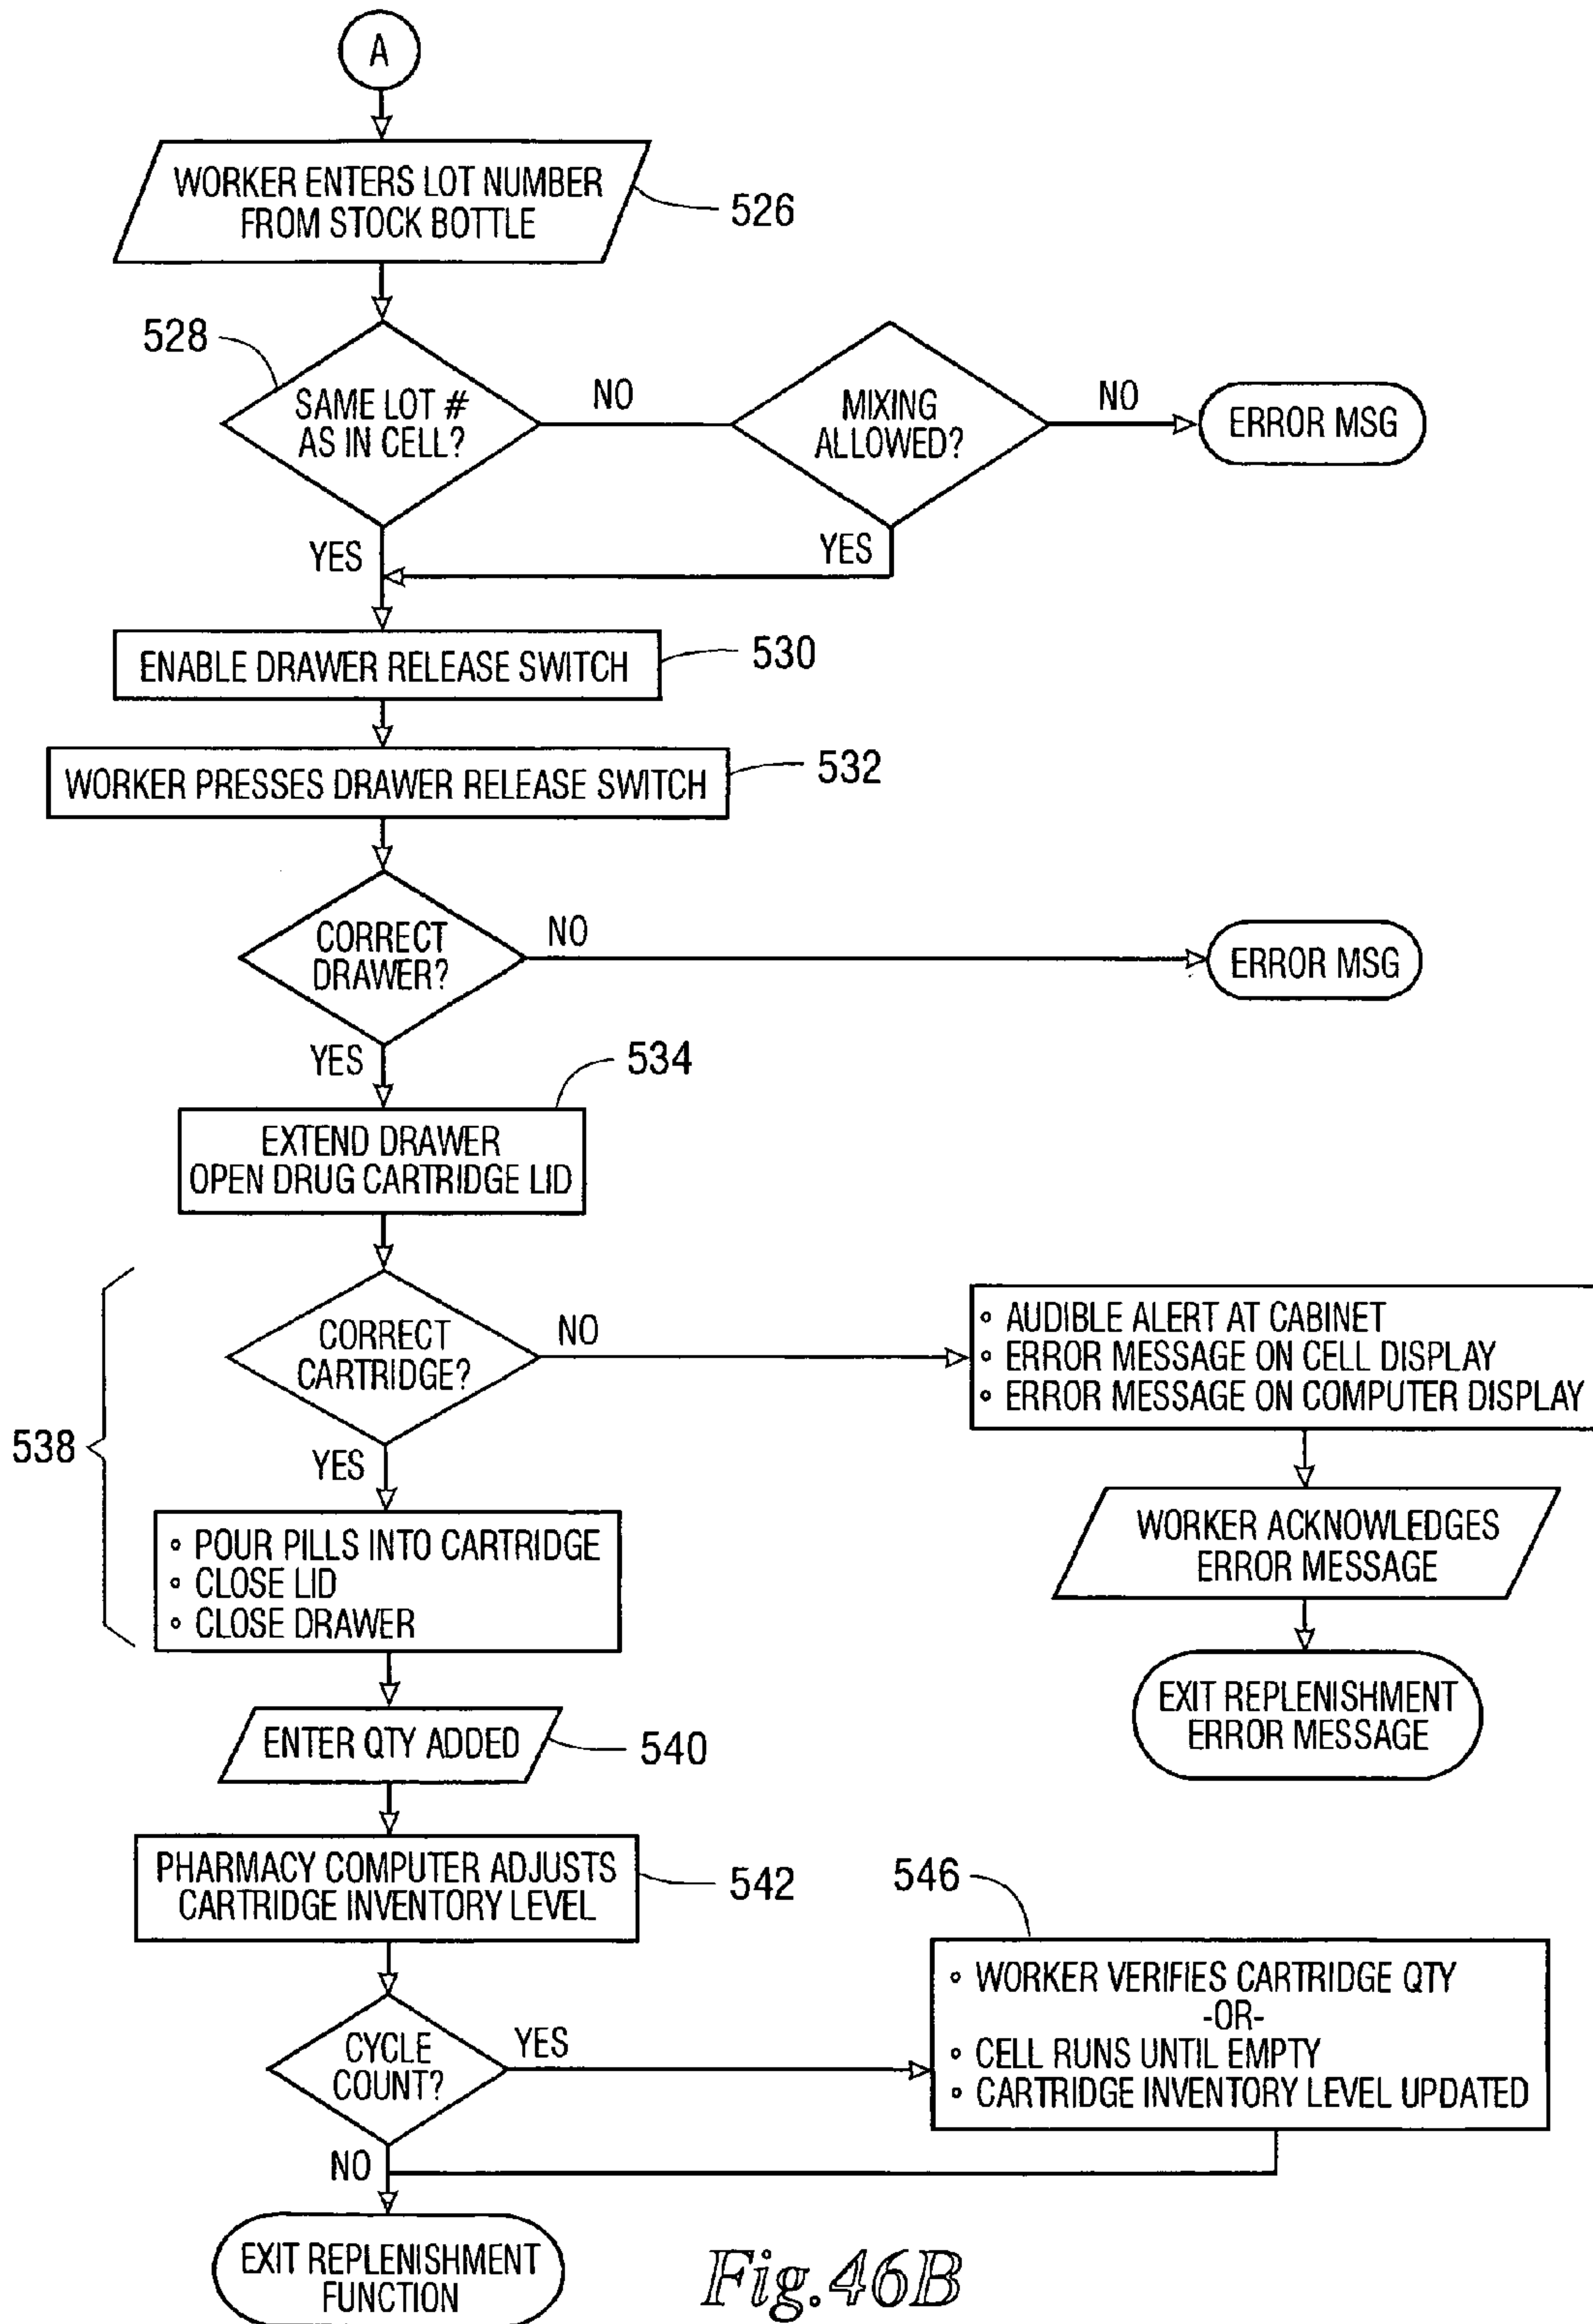 A
WORKER ENTERS LOT NUMBER
FROM STOCK BOTTLE
526
528
SAME LOT #
AS IN CELL?
NO
MIXING
ALLOWED?
NO
ERROR MSG
YES
YES
ENABLE DRAWER RELEASE SWITCH
530
WORKER PRESSES DRAWER RELEASE SWITCH
532
CORRECT
DRAWER?
NO
ERROR MSG
YES
534
EXTEND DRAWER
OPEN DRUG CARTRIDGE LID
538
CORRECT
CARTRIDGE?
NO
∘ AUDIBLE ALERT AT CABINET
∘ ERROR MESSAGE ON CELL DISPLAY
∘ ERROR MESSAGE ON COMPUTER DISPLAY
WORKER ACKNOWLEDGES
ERROR MESSAGE
EXIT REPLENISHMENT
ERROR MESSAGE
YES
∘ POUR PILLS INTO CARTRIDGE
∘ CLOSE LID
∘ CLOSE DRAWER
ENTER QTY ADDED
540
PHARMACY COMPUTER ADJUSTS
CARTRIDGE INVENTORY LEVEL
542
546
CYCLE
COUNT?
YES
∘ WORKER VERIFIES CARTRIDGE QTY
-OR-
∘ CELL RUNS UNTIL EMPTY
∘ CARTRIDGE INVENTORY LEVEL UPDATED
NO
EXIT REPLENISHMENT
FUNCTION
Fig.46B